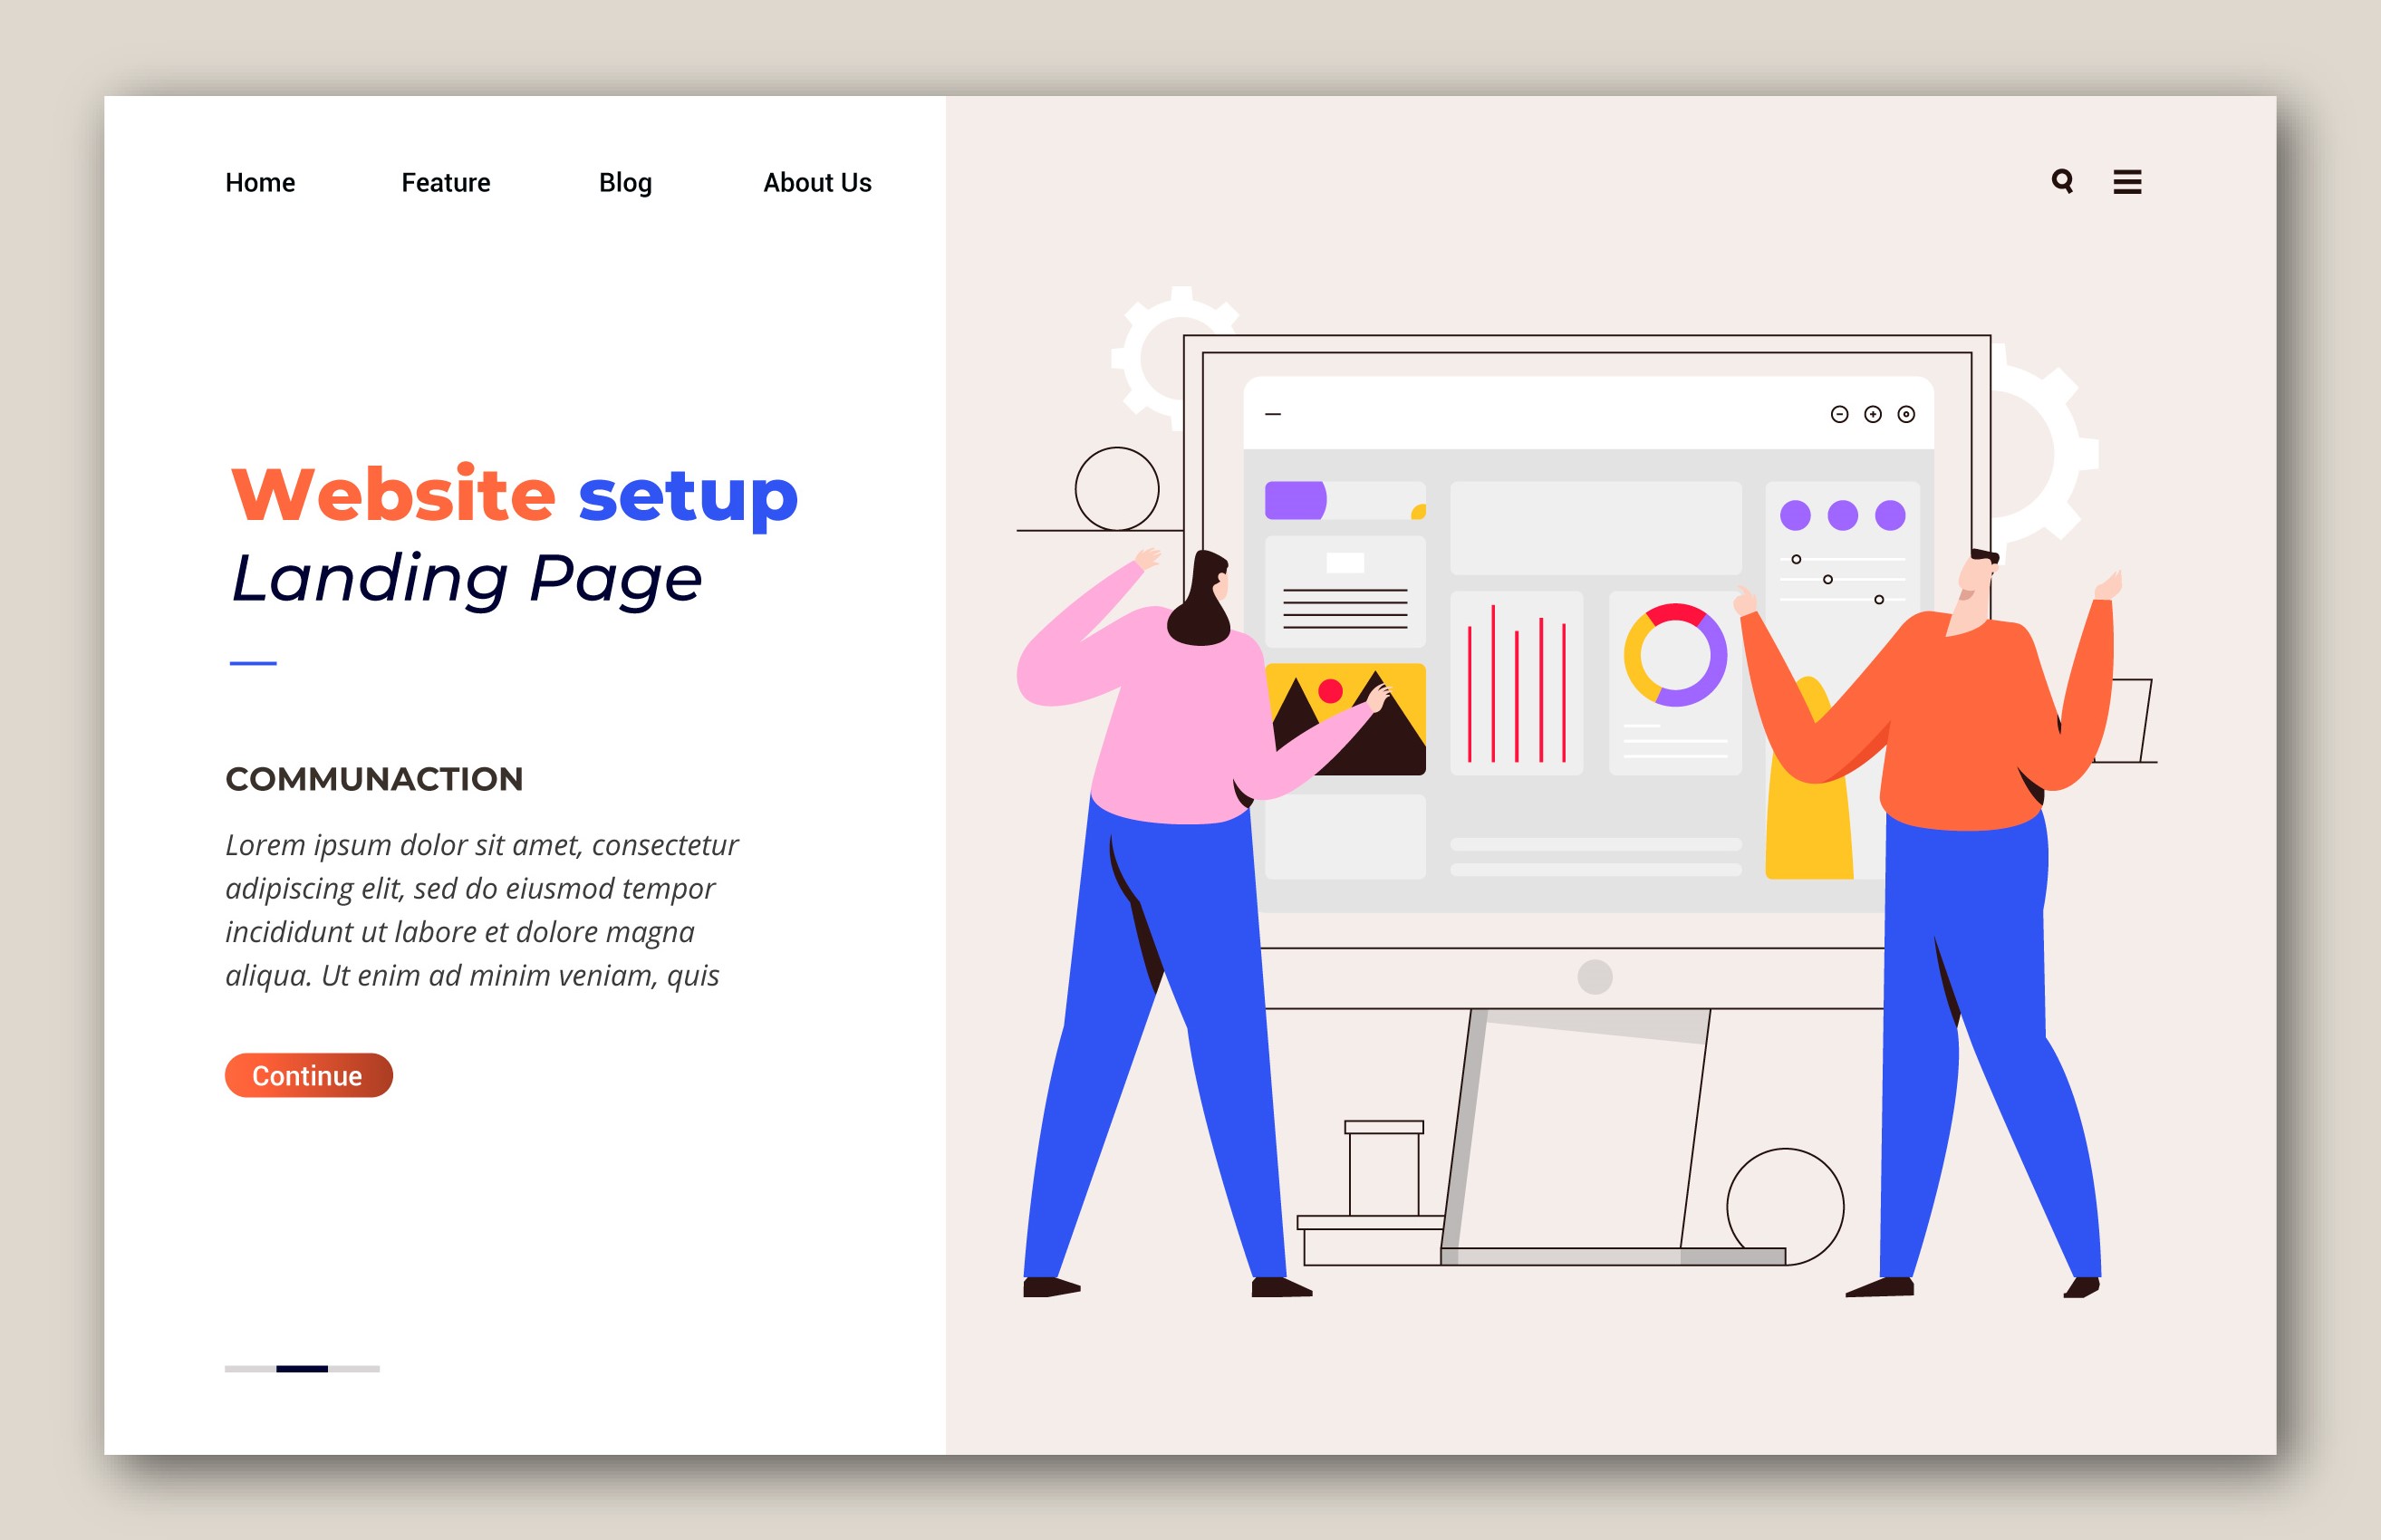 Home Feature Blog About Us
Website setup
Landing Page
COMMUNACTION
Lorem ipsum dolor sit amet, consectetur
adipiscing elit, sed do eiusmod tempor
incididunt ut labore et dolore magna
aliqua. Ut enim ad minim veniam, quis
Continue